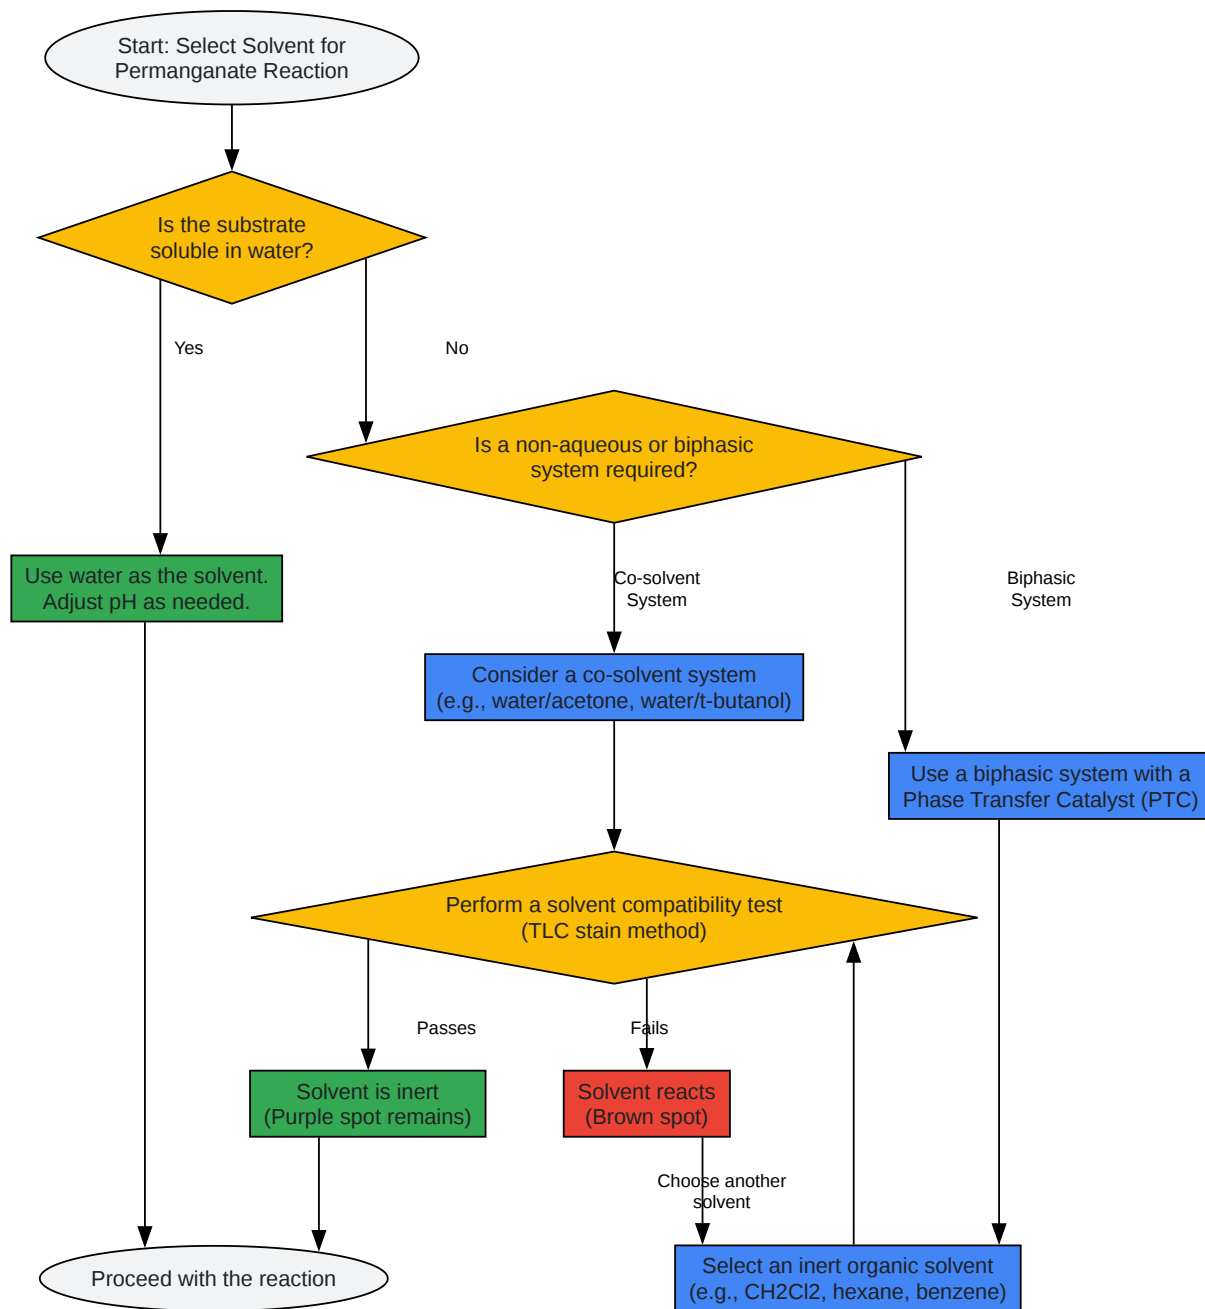 Start: Select Solvent for
Permanganate Reaction
Is the substrate
soluble in water?
Yes
No
Is a non-aqueous or biphasic
system required?
Use water as the solvent.
Adjust pH as needed.
Co-solvent
System
Biphasic
System
Consider a co-solvent system
(e.g., water/acetone, water/t-butanol)
Use a biphasic system with a
Phase Transfer Catalyst (PTC)
Perform a solvent compatibility test
(TLC stain method)
Passes
Fails
Solvent is inert
(Purple spot remains)
Solvent reacts
(Brown spot)
Choose another
solvent
Proceed with the reaction
Select an inert organic solvent
(e.g., CH2Cl2, hexane, benzene)